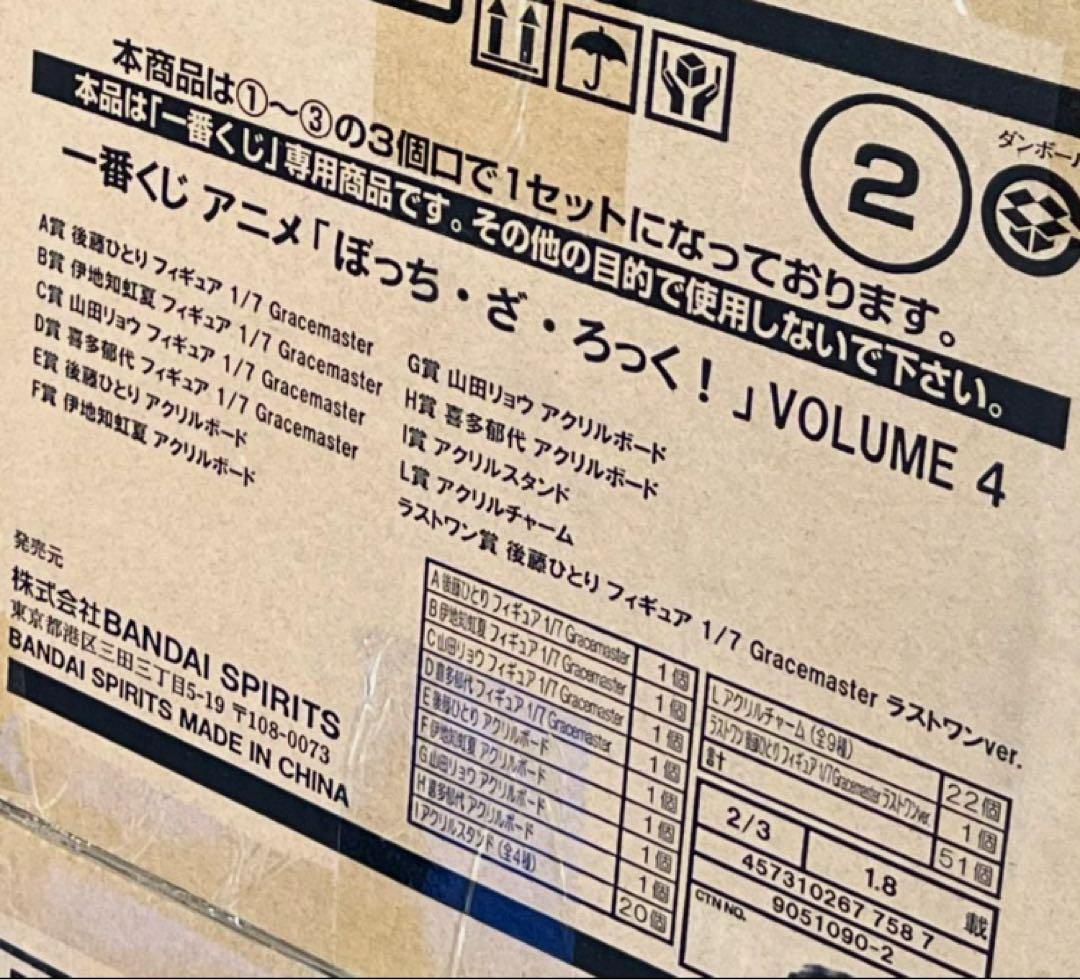 本商品は①～③の3個口で1セットになっております。
②
ダンボール
本品は「一番くじ」専用商品です。その他の目的で使用しないで下さい。
一番くじ アニメ「ぼっち・ざ・ろっく！」VOLUME 4
A賞 後藤ひとり フィギュア 1/7 Gracemaster
B賞 伊地知虹夏 フィギュア 1/7 Gracemaster
C賞 山田リョウ フィギュア 1/7 Gracemaster
D賞 喜多郁代 フィギュア 1/7 Gracemaster
E賞 後藤ひとり アクリルボード
F賞 伊地知虹夏 アクリルボード
G賞 山田リョウ アクリルボード
H賞 喜多郁代 アクリルボード
I賞 アクリルスタンド
L賞 アクリルチャーム
ラストワン賞 後藤ひとり フィギュア 1/7 Gracemaster ラストワンver.
発売元
株式会社BANDAI SPIRITS
東京都港区三田三丁目5-19 〒108-0073
BANDAI SPIRITS MADE IN CHINA
A 後藤ひとり フィギュア 1/7 Gracemaster 1個
B 伊地知虹夏 フィギュア 1/7 Gracemaster 1個
C 山田リョウ フィギュア 1/7 Gracemaster 1個
D 喜多郁代 フィギュア 1/7 Gracemaster 1個
E 後藤ひとり アクリルボード 1個
F 伊地知虹夏 アクリルボード 1個
G 山田リョウ アクリルボード 1個
H 喜多郁代 アクリルボード 1個
I アクリルスタンド (全4種) 20個
L アクリルチャーム (全9種) 22個
ラストワン 後藤ひとり フィギュア 1/7 Gracemaster ラストワンver. 1個
合計 51個
2/3 1.8 才
457310267 758 7
CTN NO. 9051090-2